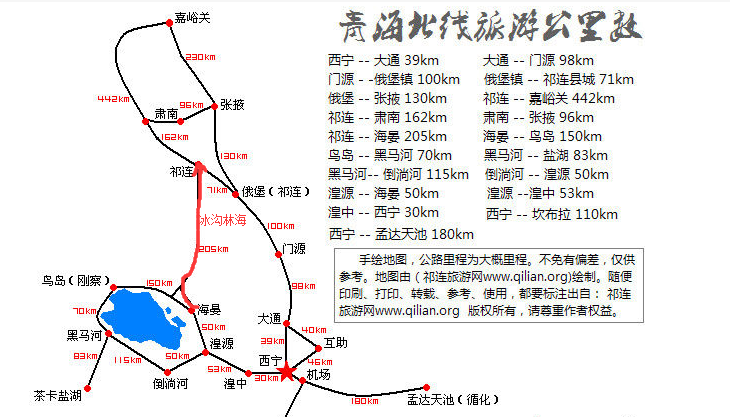 青海北线旅游公里数
西宁 -- 大通 39km 大通 -- 门源 98km
门源 - -俄堡镇 100km 俄堡镇 -- 祁连县城 71km
俄堡 -- 张掖 130km 祁连 -- 嘉峪关 442km
祁连 -- 肃南 162km 肃南 -- 张掖 96km
祁连 -- 海晏 205km 海晏 -- 鸟岛 150km
鸟岛 -- 黑马河 70km 黑马河 -- 盐湖 83km
黑马河-- 倒淌河 115km 倒淌河 -- 湟源 50km
湟源 -- 海晏 50km 湟源 --湟中 53km
湟中 -- 西宁 30km 西宁 -- 坎布拉 110km
西宁 -- 孟达天池 180km
手绘地图，公路里程为大概里程。不免有偏差，仅供
参考。地图由（祁连旅游网www.qilian.org)绘制。随便
印刷、打印、转载、参考、使用，都要标注出自： 祁连
旅游网www.qilian.org 版权所有，请尊重作者权益。
嘉峪关
230km
442km
96km
肃南
张掖
162km
130km
祁连
71km
俄堡（祁连）
冰沟林海
100km
205km
门源
鸟岛（刚察）
150km
98km
70km
海晏
大通
40km
黑马河
50km
39km
互助
83km
115km
50km
湟源
西宁
46km
53km
倒淌河
湟中
30km
机场
茶卡盐湖
180km
孟达天池（循化）